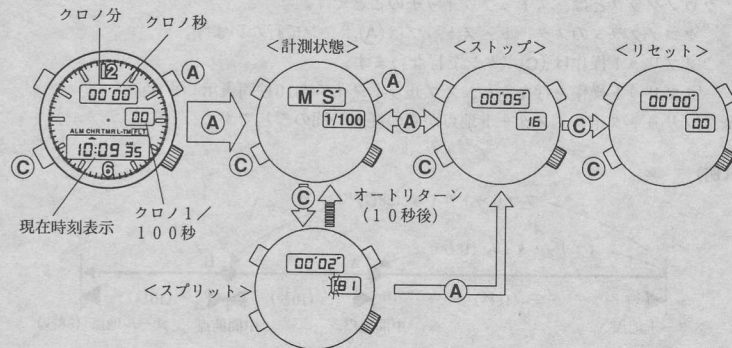 クロノ分
クロノ秒
<計測状態>
<ストップ>
<リセット>
12
00'00"
00
ALM CHR TMR L-TM FLT
10:09 35
6
A
C
現在時刻表示
クロノ1/
100秒
A
M'S"
1/100
A
C
A
00'05"
16
C
C
00'00"
00
C
C
オートリターン
(10秒後)
<スプリット>
00'02"
81
A